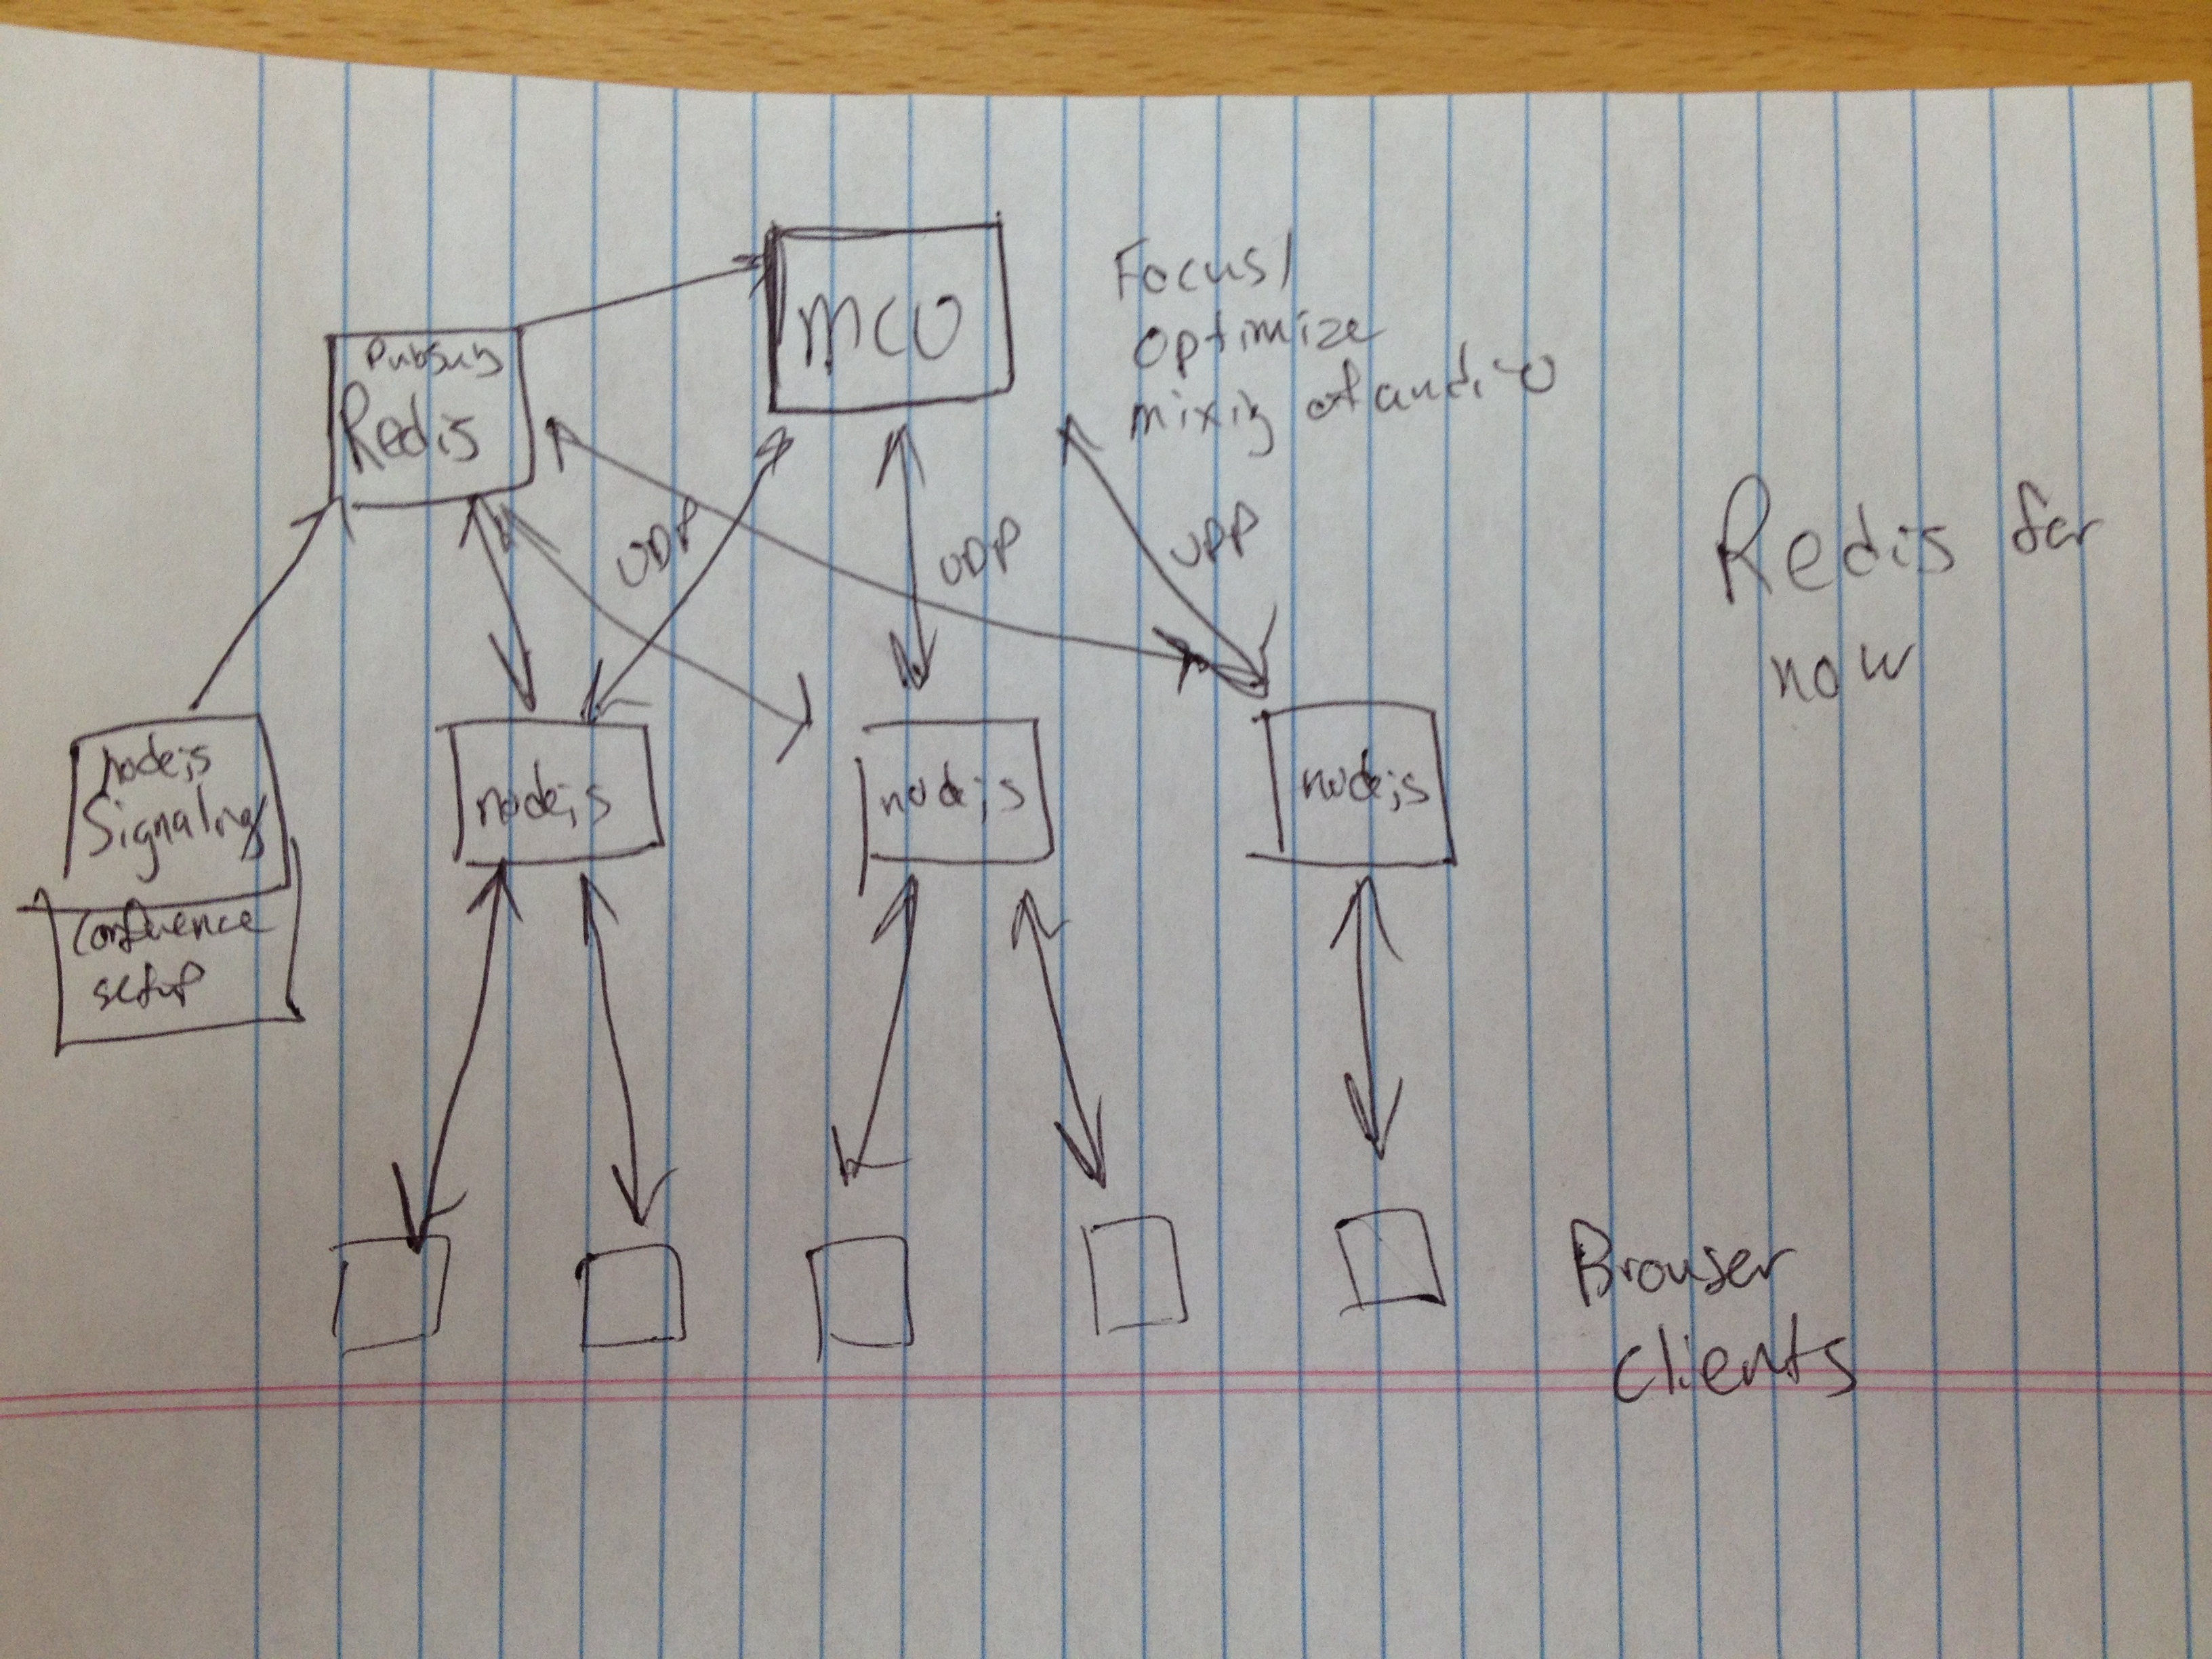 MCU
Focus/
optimize
mixing of audio
pubsub
Redis
UDP
UDP
UDP
Redis for
now
nodejs
Signaling
Conference
setup
nodejs
nodejs
nodejs
Browser
Clients